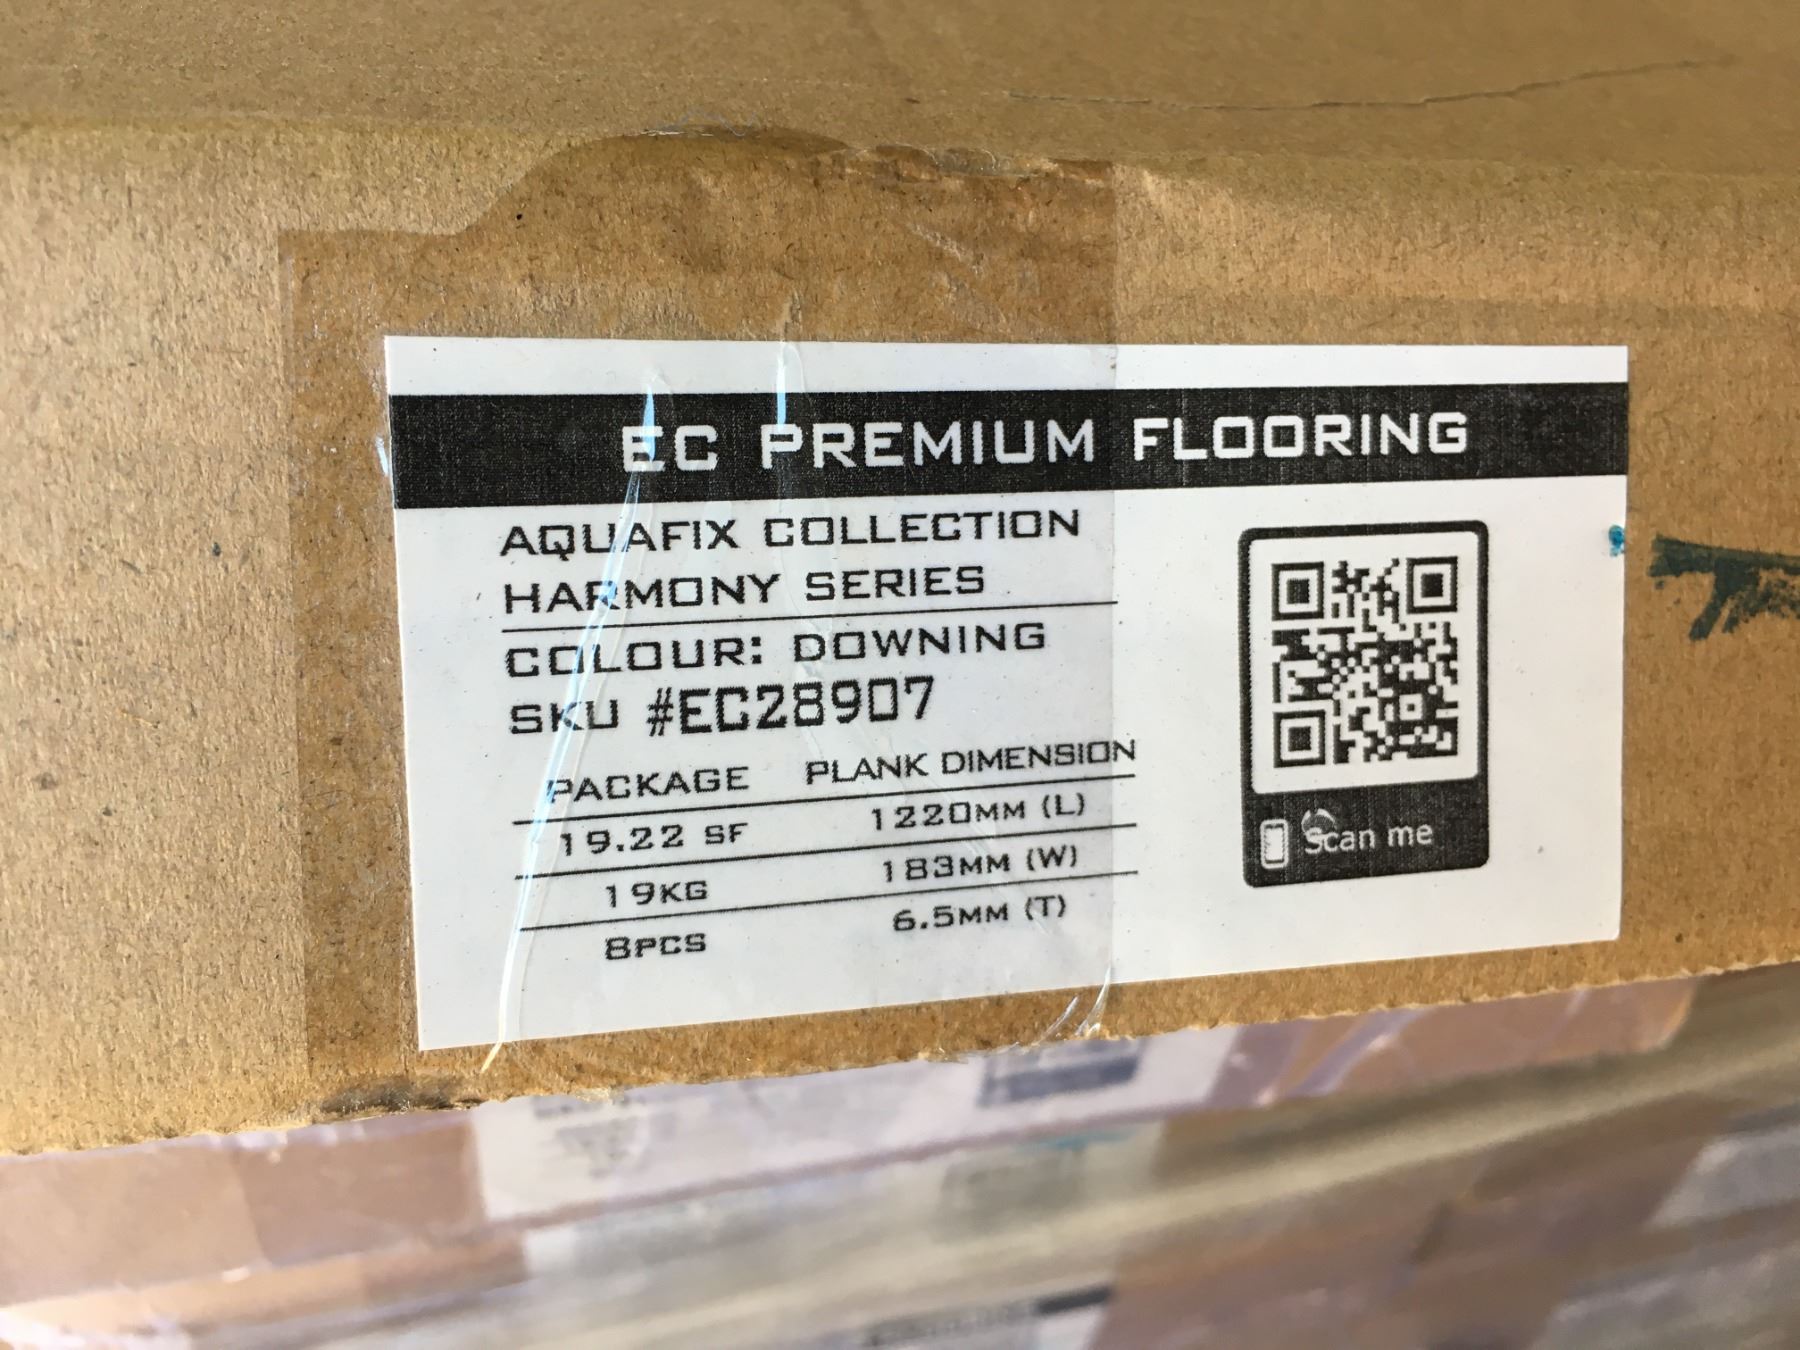 EC PREMIUM FLOORING
AQUAFIX COLLECTION
HARMONY SERIES
COLOUR: DOWNING
SKU #EC28907
PACKAGE PLANK DIMENSION
19.22 SF 1220MM (L)
19KG 183MM (W)
8PCS 6.5MM (T)
Scan me